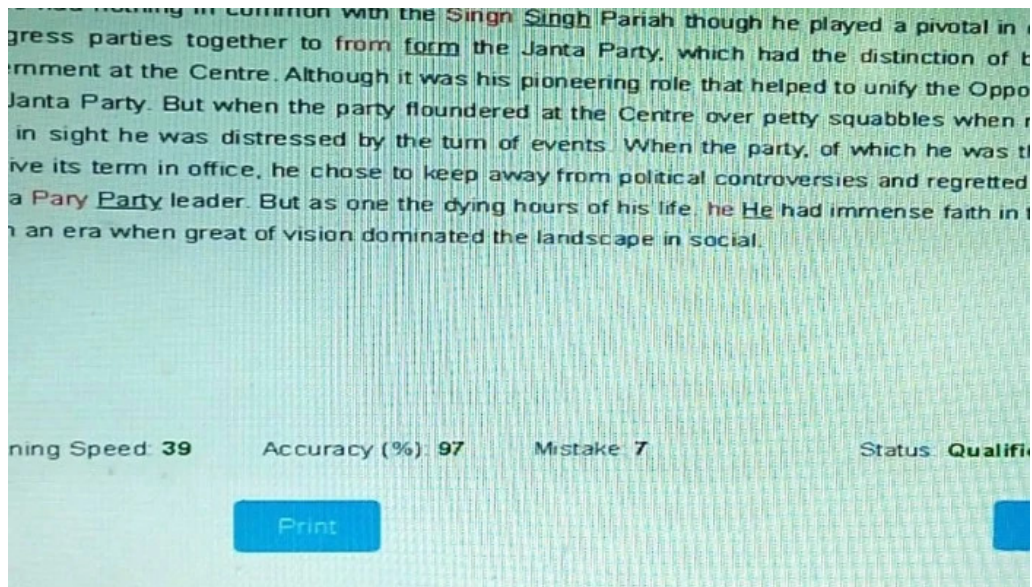 had nothing in common with the Singn Singh Pariah though he played a pivotal in
gress parties together to from form the Janta Party, which had the distinction of b
ernment at the Centre. Although it was his pioneering role that helped to unify the Oppo
Janta Party. But when the party floundered at the Centre over petty squabbles when r
in sight he was distressed by the turn of events. When the party, of which he was th
ive its term in office, he chose to keep away from political controversies and regretted
a Pary Party leader. But as one the dying hours of his life, he He had immense faith in
an era when great of vision dominated the landscape in social.
ning Speed: 39 Accuracy (%): 97 Mistake: 7 Status: Qualifie
Print